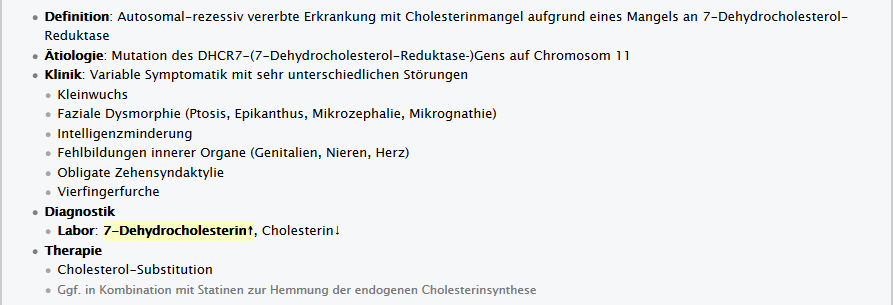 Definition: Autosomal-rezessiv vererbte Erkrankung mit Cholesterinmangel aufgrund eines Mangels an 7-Dehydrocholesterol-
Reduktase
Ätiologie: Mutation des DHCR7-(7-Dehydrocholesterol-Reduktase-)Gens auf Chromosom 11
Klinik: Variable Symptomatik mit sehr unterschiedlichen Störungen
Kleinwuchs
Faziale Dysmorphie (Ptosis, Epikanthus, Mikrozephalie, Mikrognathie)
Intelligenzminderung
Fehlbildungen innerer Organe (Genitalien, Nieren, Herz)
Obligate Zehensyndaktylie
Vierfingerfurche
Diagnostik
Labor: 7-Dehydrocholesterin↑, Cholesterin↓
Therapie
Cholesterol-Substitution
Ggf. in Kombination mit Statinen zur Hemmung der endogenen Cholesterinsynthese